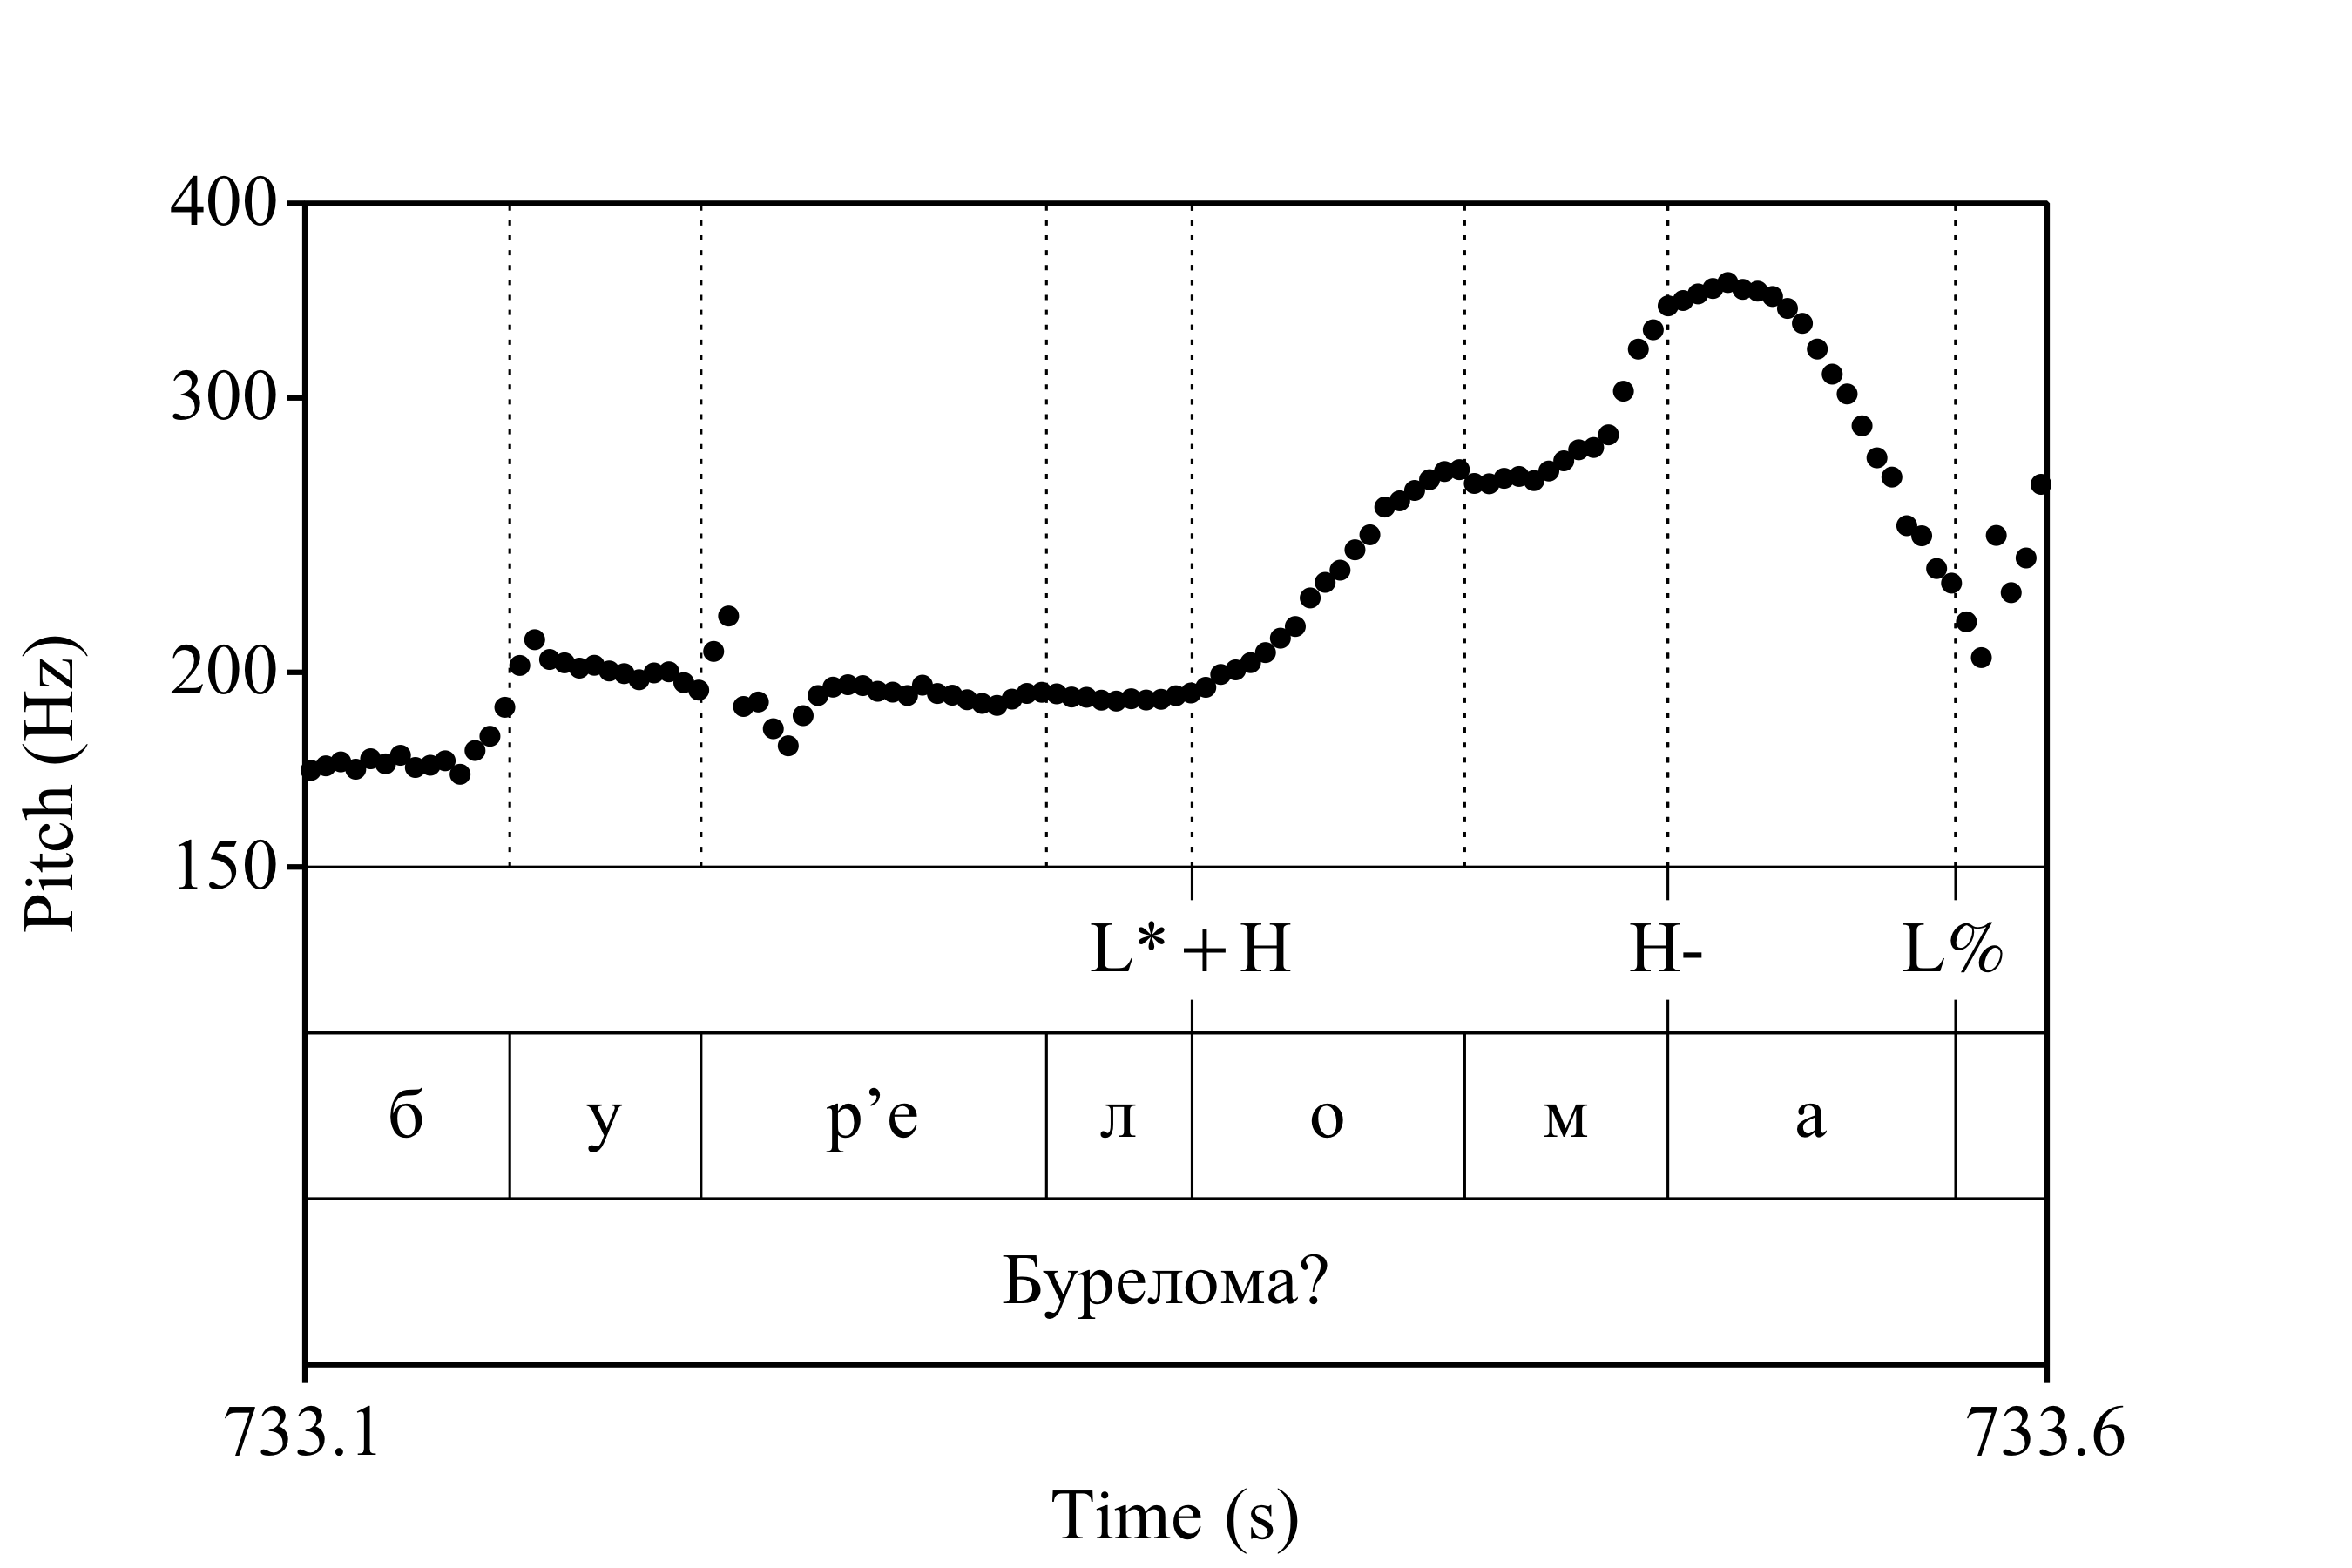 400
300
200
150
Pitch (Hz)
L*+H H- L%
б у р’е л о м а
Бурелома?
733.1 733.6
Time (s)